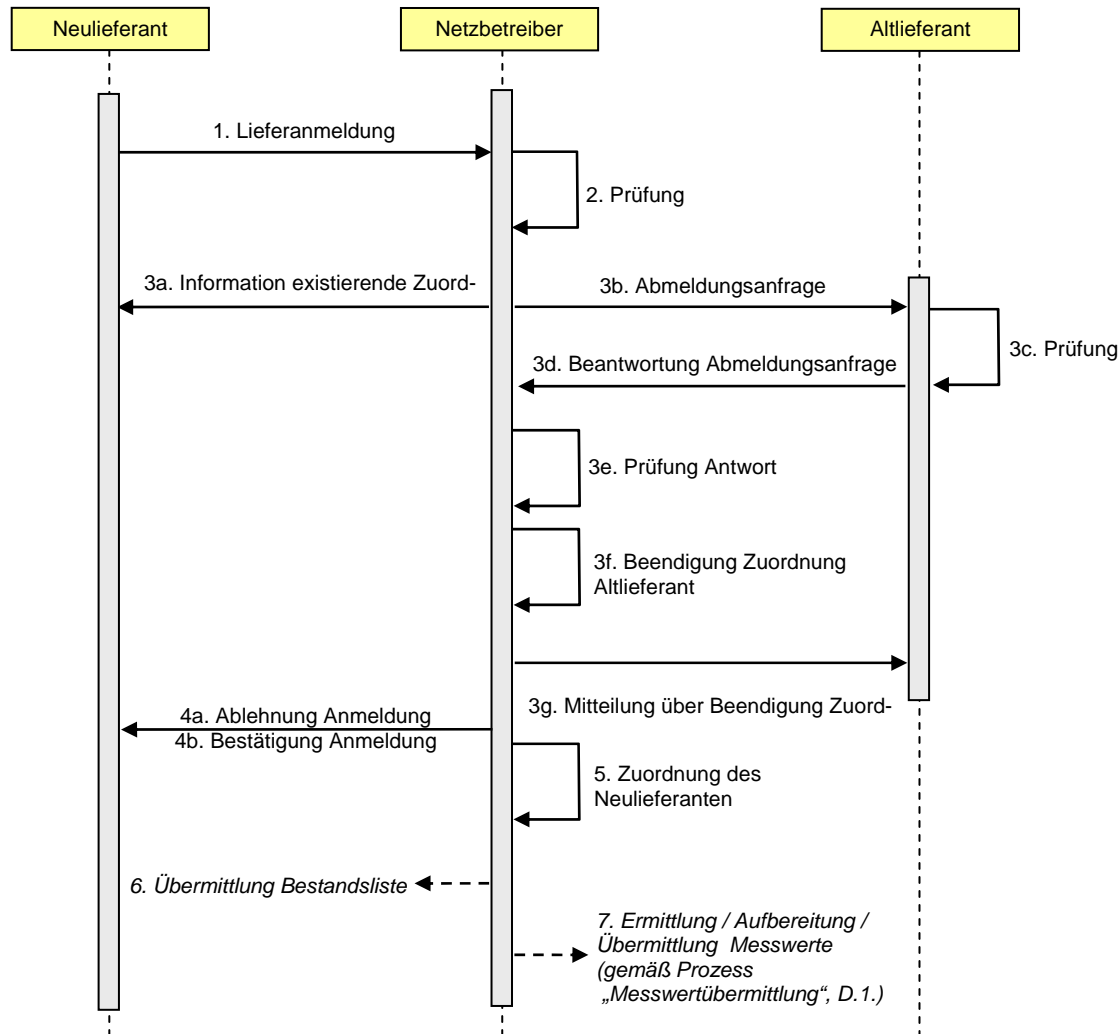 Neulieferant
Netzbetreiber
Altlieferant
1. Lieferanmeldung
2. Prüfung
3a. Information existierende Zuord-
3b. Abmeldungsanfrage
3c. Prüfung
3d. Beantwortung Abmeldungsanfrage
3e. Prüfung Antwort
3f. Beendigung Zuordnung
Altlieferant
3g. Mitteilung über Beendigung Zuord-
4a. Ablehnung Anmeldung
4b. Bestätigung Anmeldung
5. Zuordnung des
Neulieferanten
6. Übermittlung Bestandsliste
7. Ermittlung / Aufbereitung /
Übermittlung Messwerte
(gemäß Prozess
„Messwertübermittlung“, D.1.)